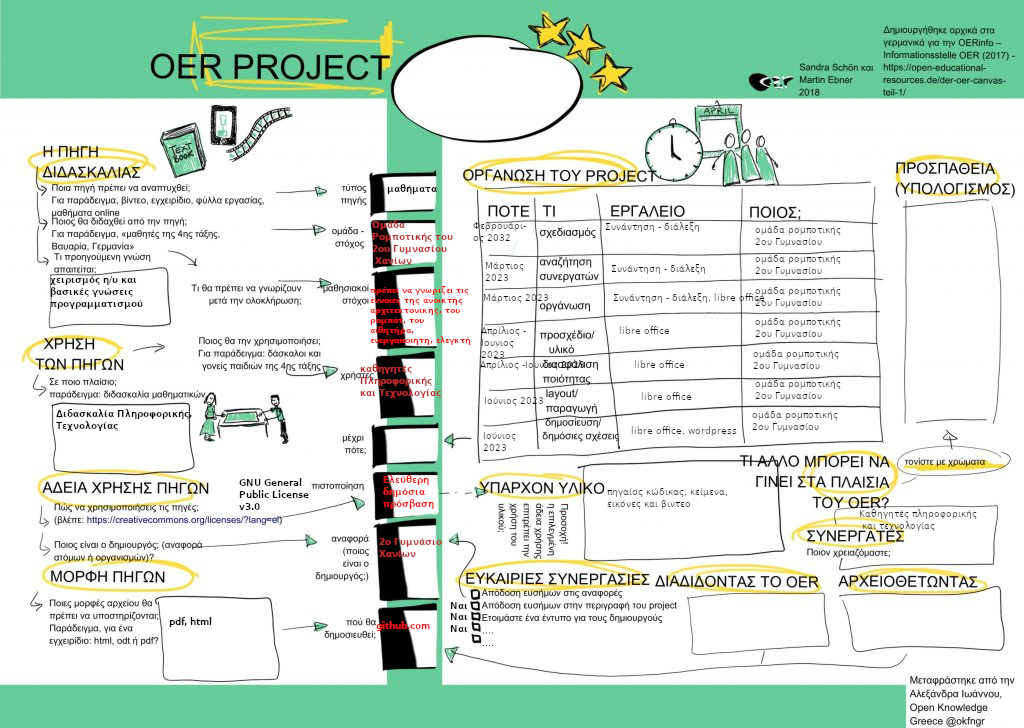 OER PROJECT
oer
Sandra Schön και
Martin Ebner
2018
Δημιουργήθηκε αρχικά στα
γερμανικά για την OERinfo –
Informationsstelle OER (2017) -
https://open-educational-
resources.de/der-oer-canvas-
teil-1/
TEXT
BOOK
Η ΠΗΓΗ
ΔΙΔΑΣΚΑΛΙΑΣ
Ποια πηγή πρέπει να αναπτυχθεί;
Για παράδειγμα, βίντεο, εγχειρίδιο, φύλλα εργασίας,
μαθήματα online
Ποιος θα διδαχθεί από την πηγή;
Για παράδειγμα, «μαθητές της 4ης τάξης,
Βαυαρία, Γερμανία»
Τι προηγούμενη γνώση
απαιτείται;
χειρισμός η/υ και
βασικές γνώσεις
προγραμματισμού
Τι θα πρέπει να γνωρίζουν
μετά την ολοκλήρωση;
τύπος
πηγής
μαθήματα
ομάδα -
στόχος
Ομάδα
Ρομποτικής του
2ου Γυμνασίου
Χανίων
μαθησιακοί
στόχοι
πρέπει να γνωρίζει τις
έννοιες της ανοικτής
αρχιτεκτονικής, του
ρομπότ, του
αισθητήρα,
ενεργοποιητή, ελεγκτή
ΧΡΗΣΗ
ΤΩΝ ΠΗΓΩΝ
Ποιος θα την χρησιμοποιήσει;
Για παράδειγμα: δάσκαλοι και
γονείς παιδιών της 4ης τάξης
χρήστες
καθηγητές
Πληροφορικής
και Τεχνολογίας
Σε ποιο πλαίσιο;
παράδειγμα: διδασκαλία μαθηματικών
Διδασκαλία Πληροφορικής,
Τεχνολογίας
μέχρι
πότε;
ΑΔΕΙΑ ΧΡΗΣΗΣ ΠΗΓΩΝ
Πώς να χρησιμοποιήσεις τις πηγές;
(βλέπε: https://creativecommons.org/licenses/?lang=el)
GNU General
Public License
v3.0
πιστοποίηση
Ελεύθερη
δημόσια
πρόσβαση
Ποιος είναι ο δημιουργός; (αναφορά
ατόμων ή οργανισμών)?
αναφορά
(ποιος
είναι ο
δημιουργός;)
2ο Γυμνάσιο
Χανίων
ΜΟΡΦΗ ΠΗΓΩΝ
Ποιες μορφές αρχείου θα
πρέπει να υποστηρίζονται;
Παράδειγμα, για ένα
εγχειρίδιο: html, odt ή pdf?
pdf, html
πού θα
δημοσιευθεί;
github.com
APRIL
ΟΡΓΑΝΩΣΗ ΤΟΥ PROJECT
ΠΟΤΕ ΤΙ ΕΡΓΑΛΕΙΟ ΠΟΙΟΣ;
Φεβρουάρι-
ος 2032
σχεδιασμός
Συνάντηση - διάλεξη
ομάδα ρομποτικής
2ου Γυμνασίου
Μάρτιος
2023
αναζήτηση
συνεργατών
Συνάντηση - διάλεξη
ομάδα ρομποτικής
2ου Γυμνασίου
Μάρτιος 2023
οργάνωση
Συνάντηση - διάλεξη, libre office
ομάδα ρομποτικής
2ου Γυμνασίου
Απρίλιος -
Ιουνιος
2023
προσχέδιο/
υλικό
libre office
ομάδα ρομποτικής
2ου Γυμνασίου
Απρίλιος -Ιουνιος 2023
διασφάλιση
ποιότητας
libre office
ομάδα ρομποτικής
2ου Γυμνασίου
Ιούνιος 2023
layout/
παραγωγή
libre office
ομάδα ρομποτικής
2ου Γυμνασίου
Ιούνιος
2023
δημοσίευση/
δημόσιες σχέσεις
libre office, wordpress
ομάδα ρομποτικής
2ου Γυμνασίου
ΠΡΟΣΠΑΘΕΙΑ
(ΥΠΟΛΟΓΙΣΜΟΣ)
τονίστε με χρώματα
ΥΠΑΡΧΟΝ ΥΛΙΚΟ
Προσοχή!
η επιλεγμένη
άδεια χρήσης
επιτρέπει την
χρήση του
υλικού;
πηγαίος κώδικας, κείμενα,
εικόνες και βιντεο
ΤΙ ΑΛΛΟ ΜΠΟΡΕΙ ΝΑ
ΓΙΝΕΙ ΣΤΑ ΠΛΑΙΣΙΑ
ΤΟΥ OER?
Καθηγητές πληροφορικής
και τεχνολογίας
ΣΥΝΕΡΓΑΤΕΣ
Ποιον χρειαζόμαστε;
ΕΥΚΑΙΡΙΕΣ ΣΥΝΕΡΓΑΣΙΕΣ
Απόδοση ευσήμων στις αναφορές
Ναι Απόδοση ευσήμων στην περιγραφή του project
Ναι Ετοιμάστε ένα έντυπο για τους δημιουργούς
Ναι ....
....
ΔΙΑΔΙΔΟΝΤΑΣ ΤΟ OER
ΑΡΧΕΙΟΘΕΤΩΝΤΑΣ
Μεταφράστηκε από την
Αλεξάνδρα Ιωάννου,
Open Knowledge
Greece @okfngr